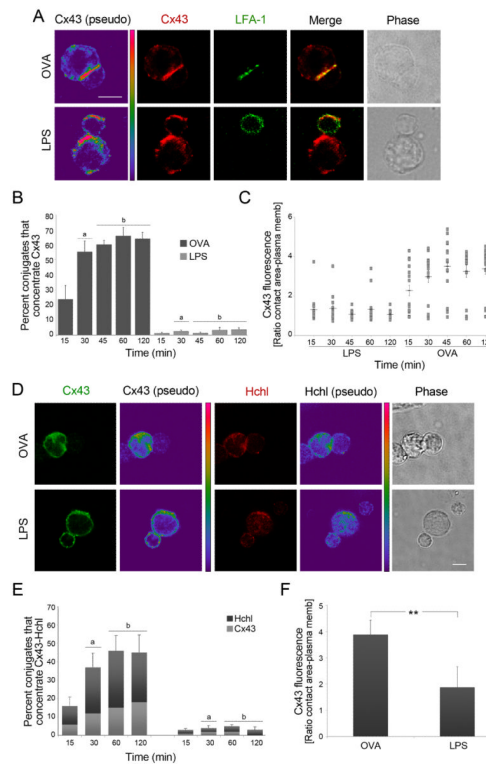 A
Cx43 (pseudo) Cx43 LFA-1 Merge Phase
OVA
LPS
B
Percent conjugates that
concentrate Cx43
80
70
60
50
40
30
20
10
0
a b
OVA
LPS
a b
15 30 45 60 120 15 30 45 60 120
Time (min)
C
Cx43 fluorescence
[Ratio contact area-plasma memb]
6
4
2
0
15 30 45 60 120 15 30 45 60 12
LPS OVA
Time (min)
D
Cx43 Cx43 (pseudo) Hchl Hchl (pseudo) Phase
OVA
LPS
E
Percent conjugates that
concentrate Cx43-Hchl
80
70
60
50
40
30
20
10
0
a b
Hchl
Cx43
a b
15 30 60 120 15 30 60 120
Time (min)
F
Cx43 fluorescence
[Ratio contact area-plasma memb]
5
4
3
2
1
0
**
OVA LPS